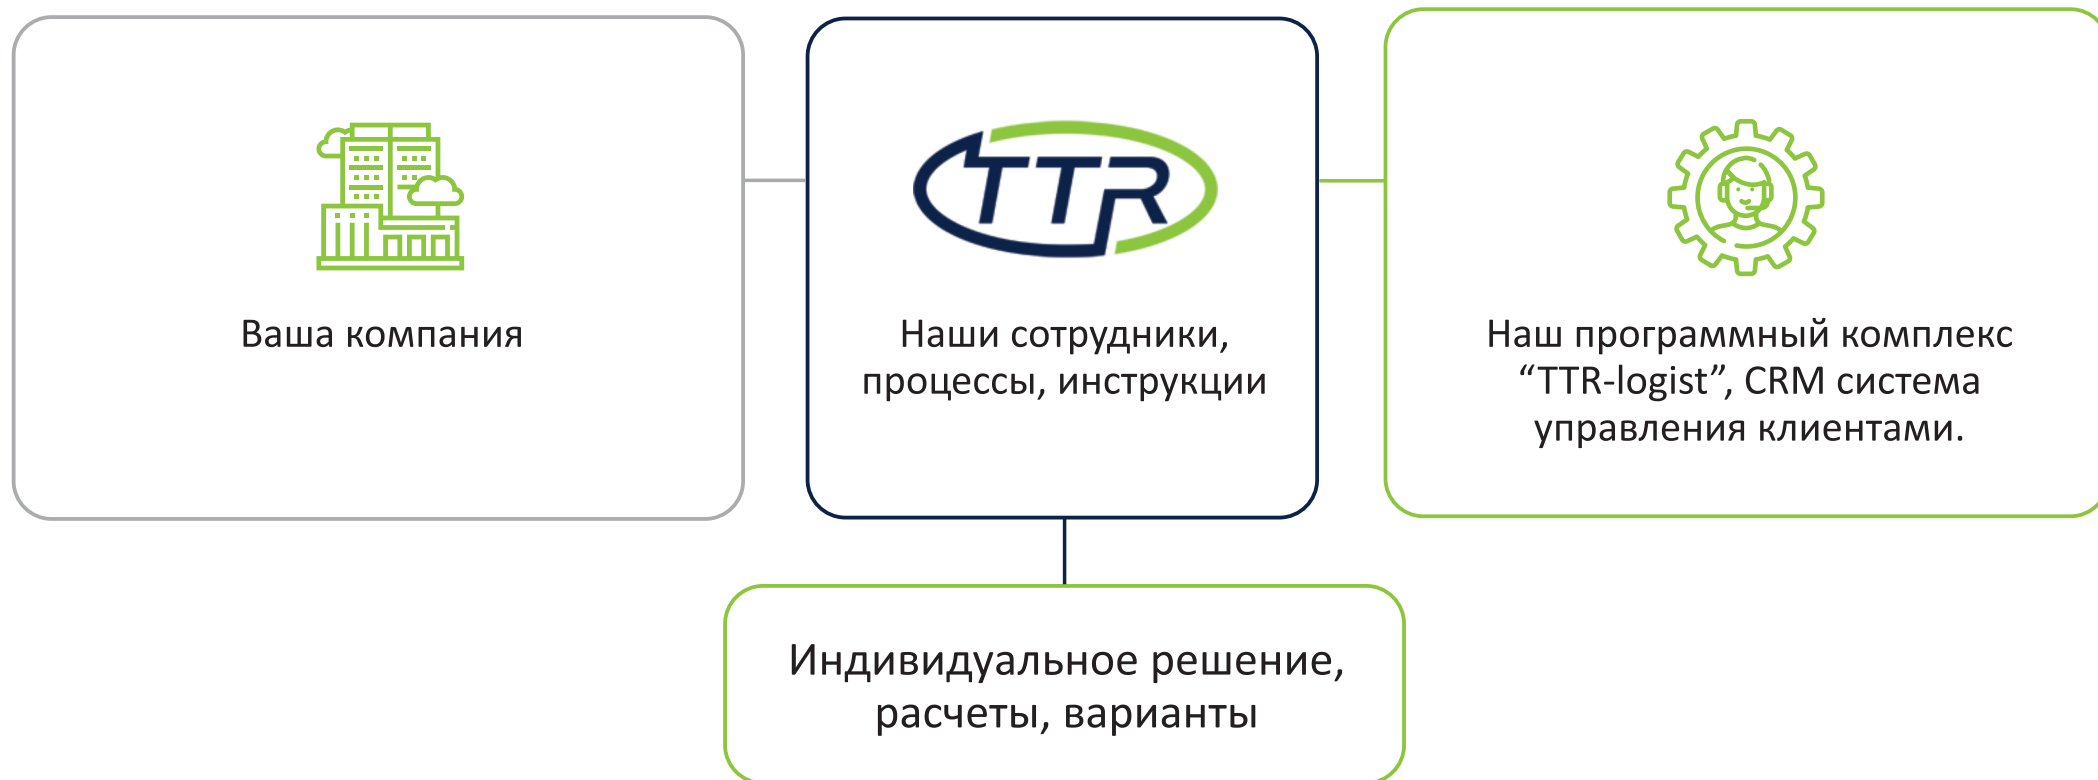 Ваша компания
TTR
Наши сотрудники,
процессы, инструкции
Наш программный комплекс
“TTR-logist”, CRM система
управления клиентами.
Индивидуальное решение,
расчеты, варианты